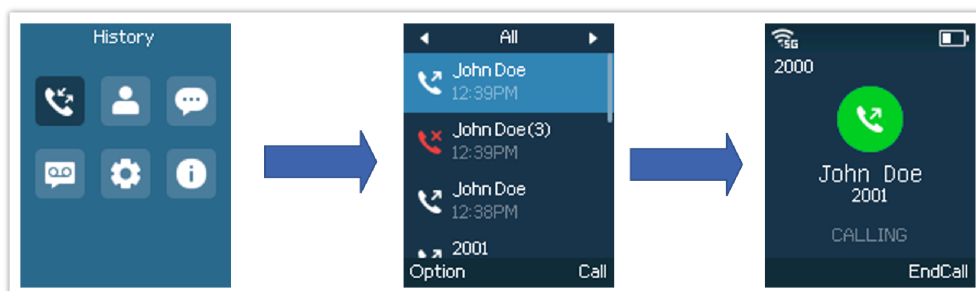 History
All
John Doe
12:39PM
John Doe(3)
12:39PM
John Doe
12:38PM
2001
Option Call
5G
2000
John Doe
2001
CALLING
EndCall